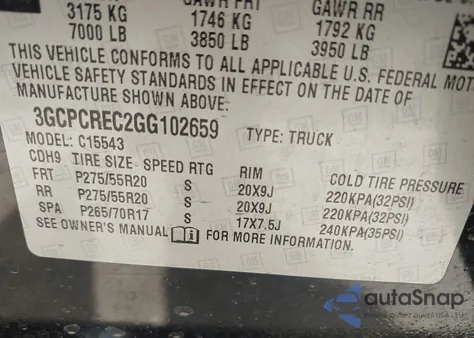 GAWR FRT GAWR RR
3175 KG 1746 KG 1792 KG
7000 LB 3850 LB 3950 LB
THIS VEHICLE CONFORMS TO ALL APPLICABLE U.S. FEDERAL
VEHICLE SAFETY STANDARDS IN EFFECT ON THE DATE OF
MANUFACTURE SHOWN ABOVE.
3GCPCREC2GG102659 TYPE: TRUCK
MODEL: C15543
CDH9 TIRE SIZE SPEED RTG RIM COLD TIRE PRESSURE
FRT P275/55R20 S 20X9J 220KPA(32PSI)
RR P275/55R20 S 20X9J 220KPA(32PSI)
SPA P265/70R17 S 17X7.5J 240KPA(35PSI)
SEE OWNER'S MANUAL FOR MORE INFORMATION.
autoSnap